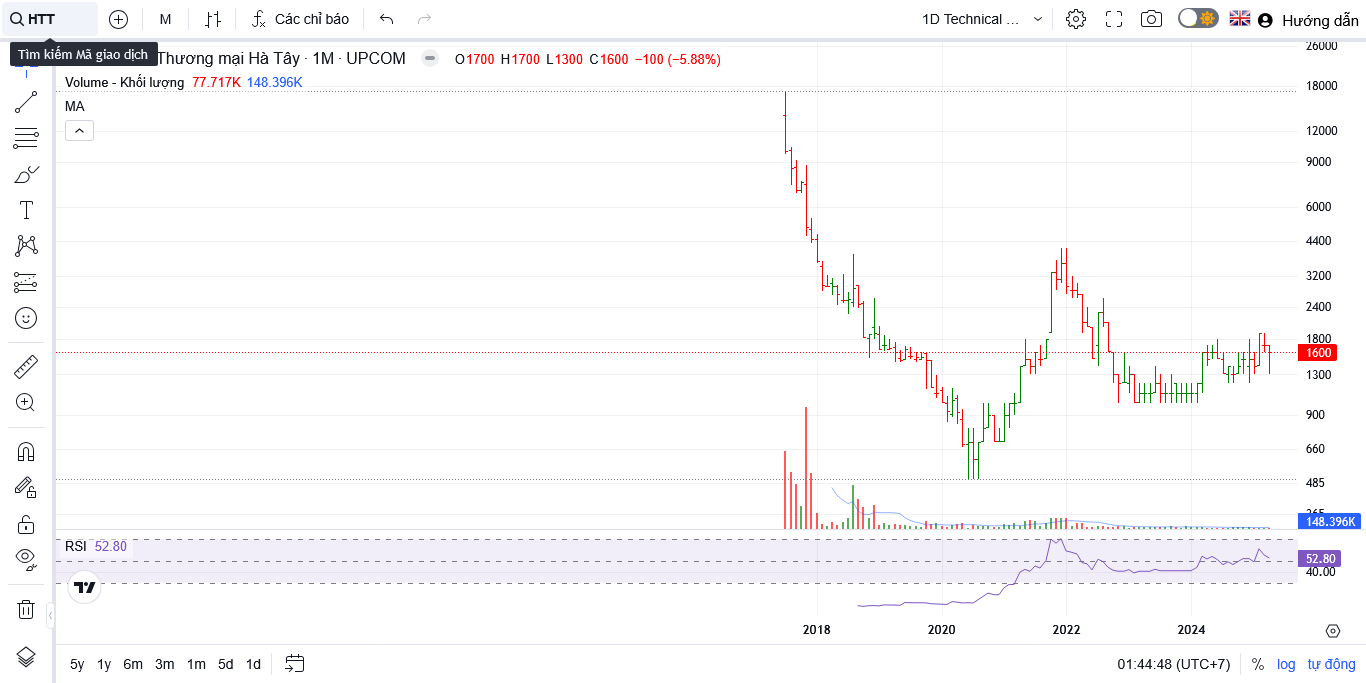 HTT
M
Các chỉ báo
1D Technical ...
Hướng dẫn
Tìm kiếm Mã giao dịch
Thương mại Hà Tây · 1M · UPCOM
O1700 H1700 L1300 C1600 −100 (−5.88%)
Volume - Khối lượng 77.717K 148.396K
MA
26000
18000
12000
9000
6000
4400
3200
2400
1800
1600
1300
900
660
485
148.396K
RSI 52.80
52.80
40.00
2018 2020 2022 2024
5y 1y 6m 3m 1m 5d 1d
01:44:48 (UTC+7) % log tự động